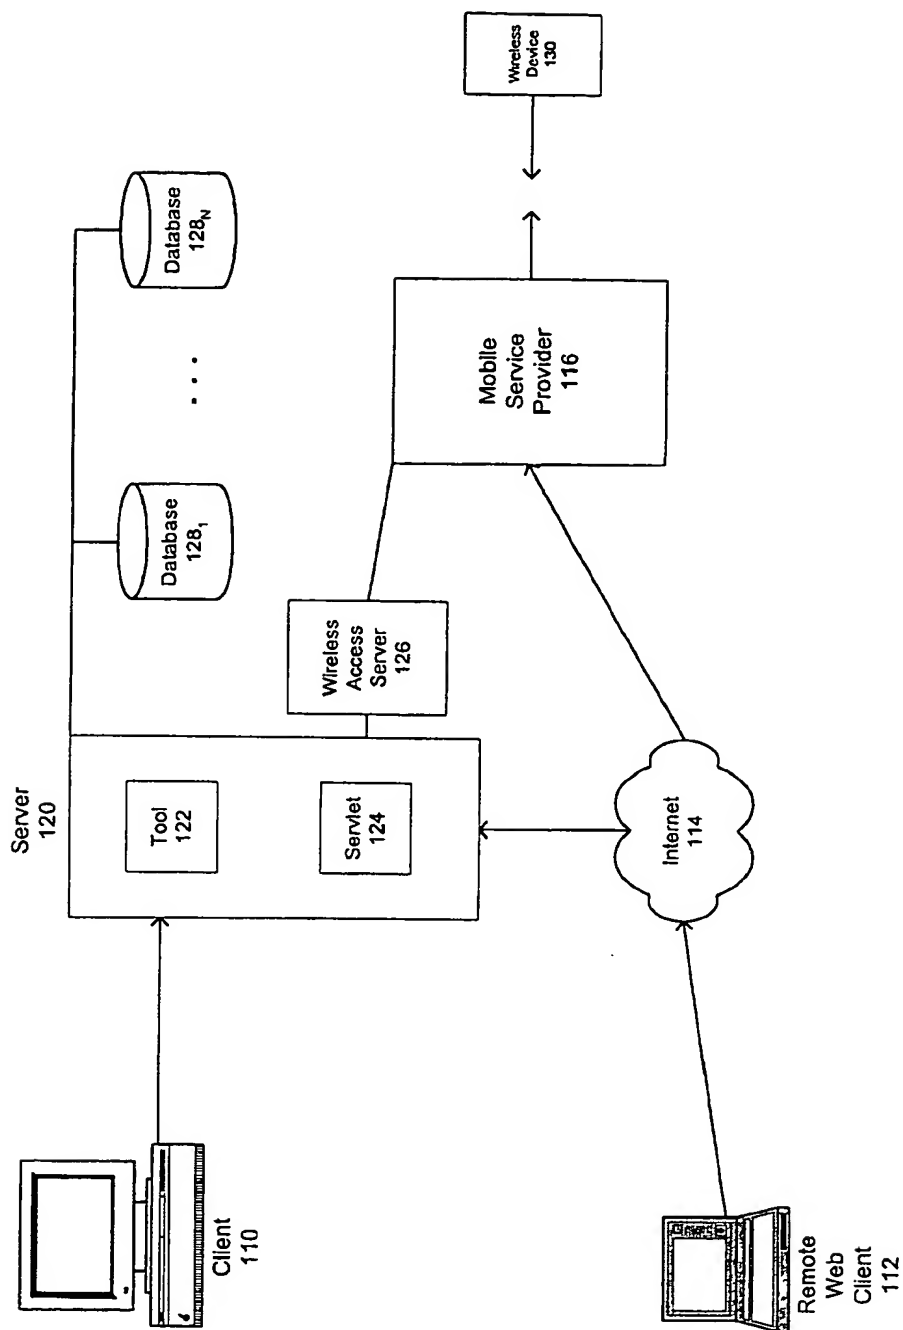 Client
110
Remote
Web
Client
112
Server
120
Tool
122
Servlet
124
Internet
114
Wireless
Access
Server
126
Database
128₁
. . .
Database
128N
Mobile
Service
Provider
116
Wireless
Device
130